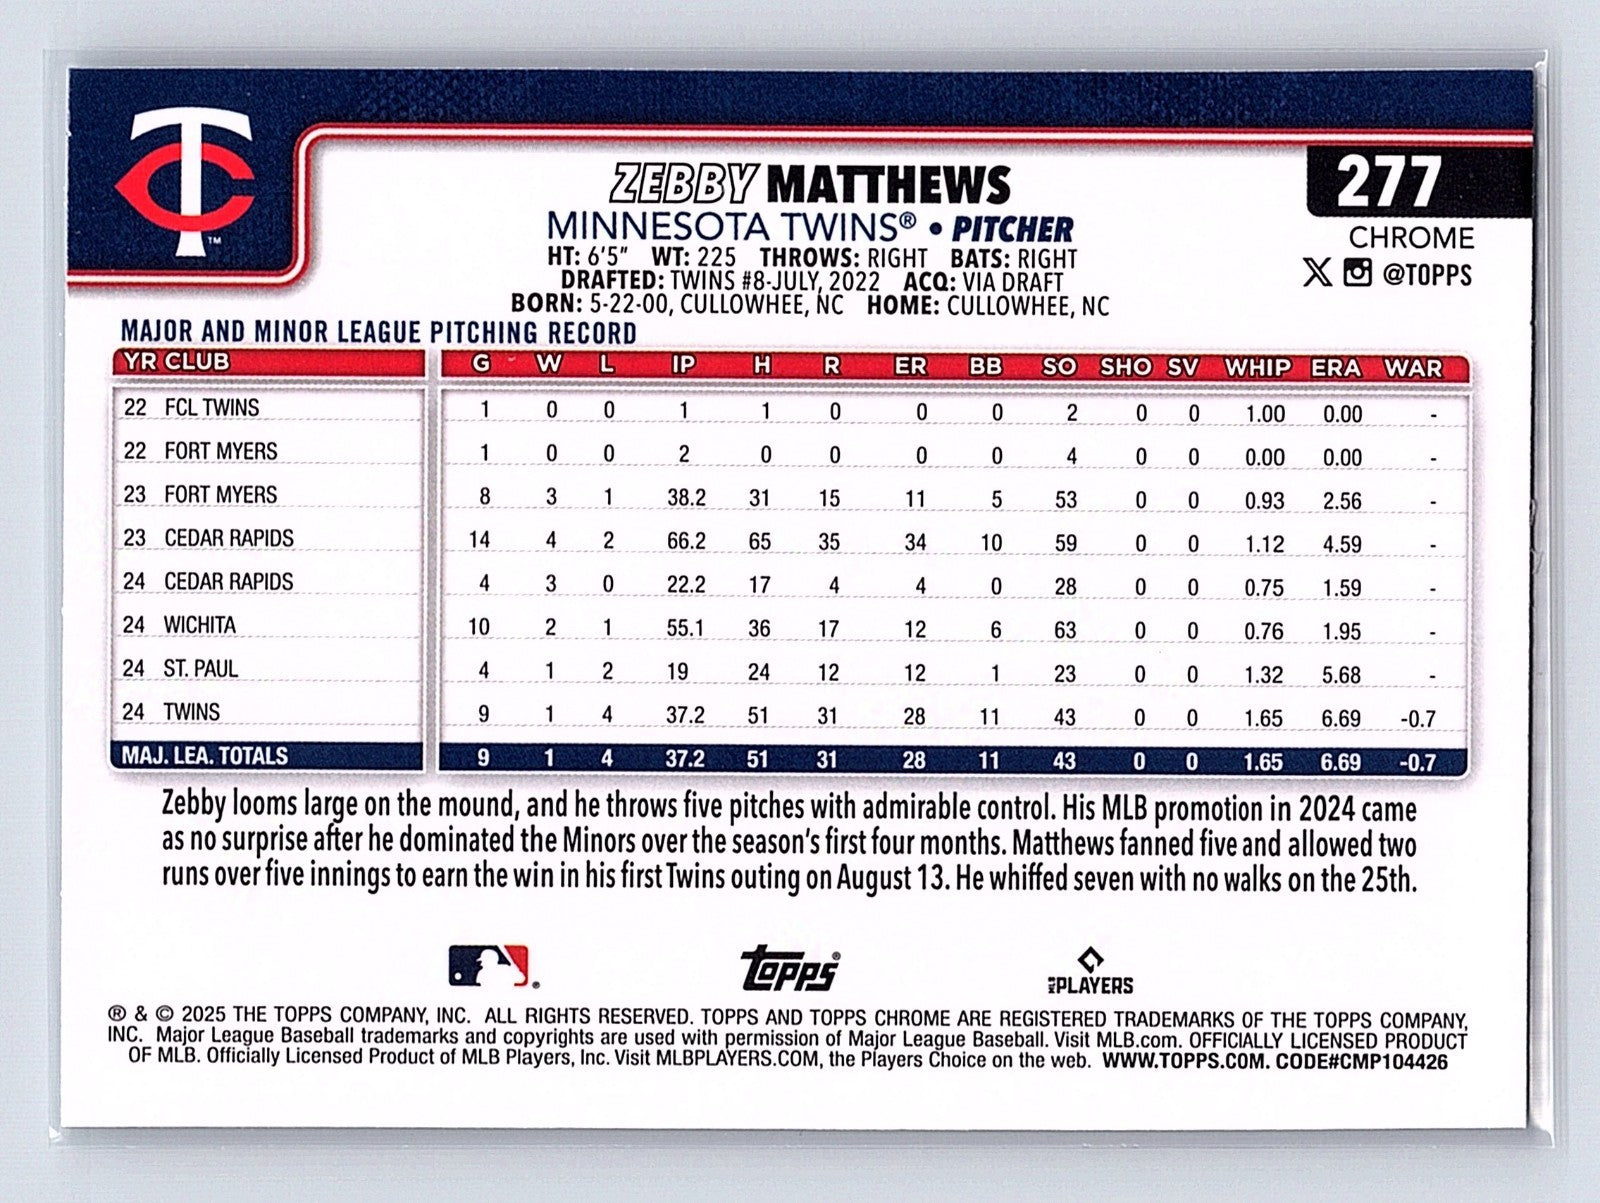 TC™
ZEBBY MATTHEWS
277
MINNESOTA TWINS® • PITCHER
CHROME
HT: 6'5" WT: 225 THROWS: RIGHT BATS: RIGHT
@TOPPS
DRAFTED: TWINS #8-JULY, 2022 ACQ: VIA DRAFT
BORN: 5-22-00, CULLOWHEE, NC HOME: CULLOWHEE, NC
MAJOR AND MINOR LEAGUE PITCHING RECORD
YR CLUB G W L IP H R ER BB SO SHO SV WHIP ERA WAR
22 FCL TWINS 1 0 0 1 1 0 0 0 2 0 0 1.00 0.00 -
22 FORT MYERS 1 0 0 2 0 0 0 0 4 0 0 0.00 0.00 -
23 FORT MYERS 8 3 1 38.2 31 15 11 5 53 0 0 0.93 2.56 -
23 CEDAR RAPIDS 14 4 2 66.2 65 35 34 10 59 0 0 1.12 4.59 -
24 CEDAR RAPIDS 4 3 0 22.2 17 4 4 0 28 0 0 0.75 1.59 -
24 WICHITA 10 2 1 55.1 36 17 12 6 63 0 0 0.76 1.95 -
24 ST. PAUL 4 1 2 19 24 12 12 1 23 0 0 1.32 5.68 -
24 TWINS 9 1 4 37.2 51 31 28 11 43 0 0 1.65 6.69 -0.7
MAJ. LEA. TOTALS 9 1 4 37.2 51 31 28 11 43 0 0 1.65 6.69 -0.7
Zebby looms large on the mound, and he throws five pitches with admirable control. His MLB promotion in 2024 came
as no surprise after he dominated the Minors over the season's first four months. Matthews fanned five and allowed two
runs over five innings to earn the win in his first Twins outing on August 13. He whiffed seven with no walks on the 25th.
Topps® MLB PLAYERS
® & © 2025 THE TOPPS COMPANY, INC. ALL RIGHTS RESERVED. TOPPS AND TOPPS CHROME ARE REGISTERED TRADEMARKS OF THE TOPPS COMPANY,
INC. Major League Baseball trademarks and copyrights are used with permission of Major League Baseball. Visit MLB.com. OFFICIALLY LICENSED PRODUCT
OF MLB. Officially Licensed Product of MLB Players, Inc. Visit MLBPLAYERS.COM, the Players Choice on the web. WWW.TOPPS.COM. CODE#CMP104426